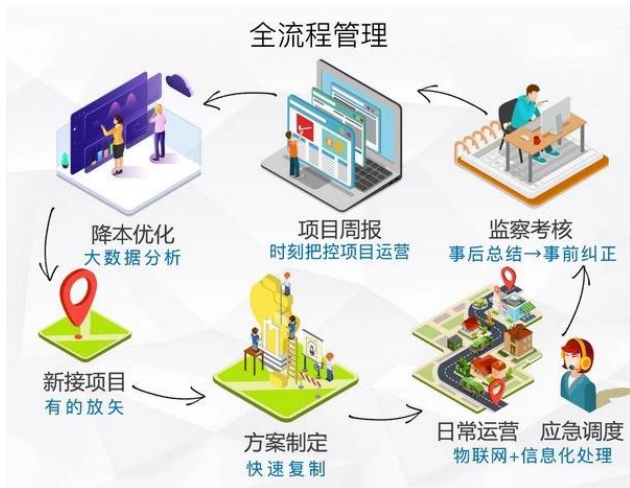 全流程管理
降本优化
大数据分析
项目周报
时刻把控项目运营
监察考核
事后总结→事前纠正
新接项目
有的放矢
方案制定
快速复制
日常运营 应急调度
物联网+信息化处理